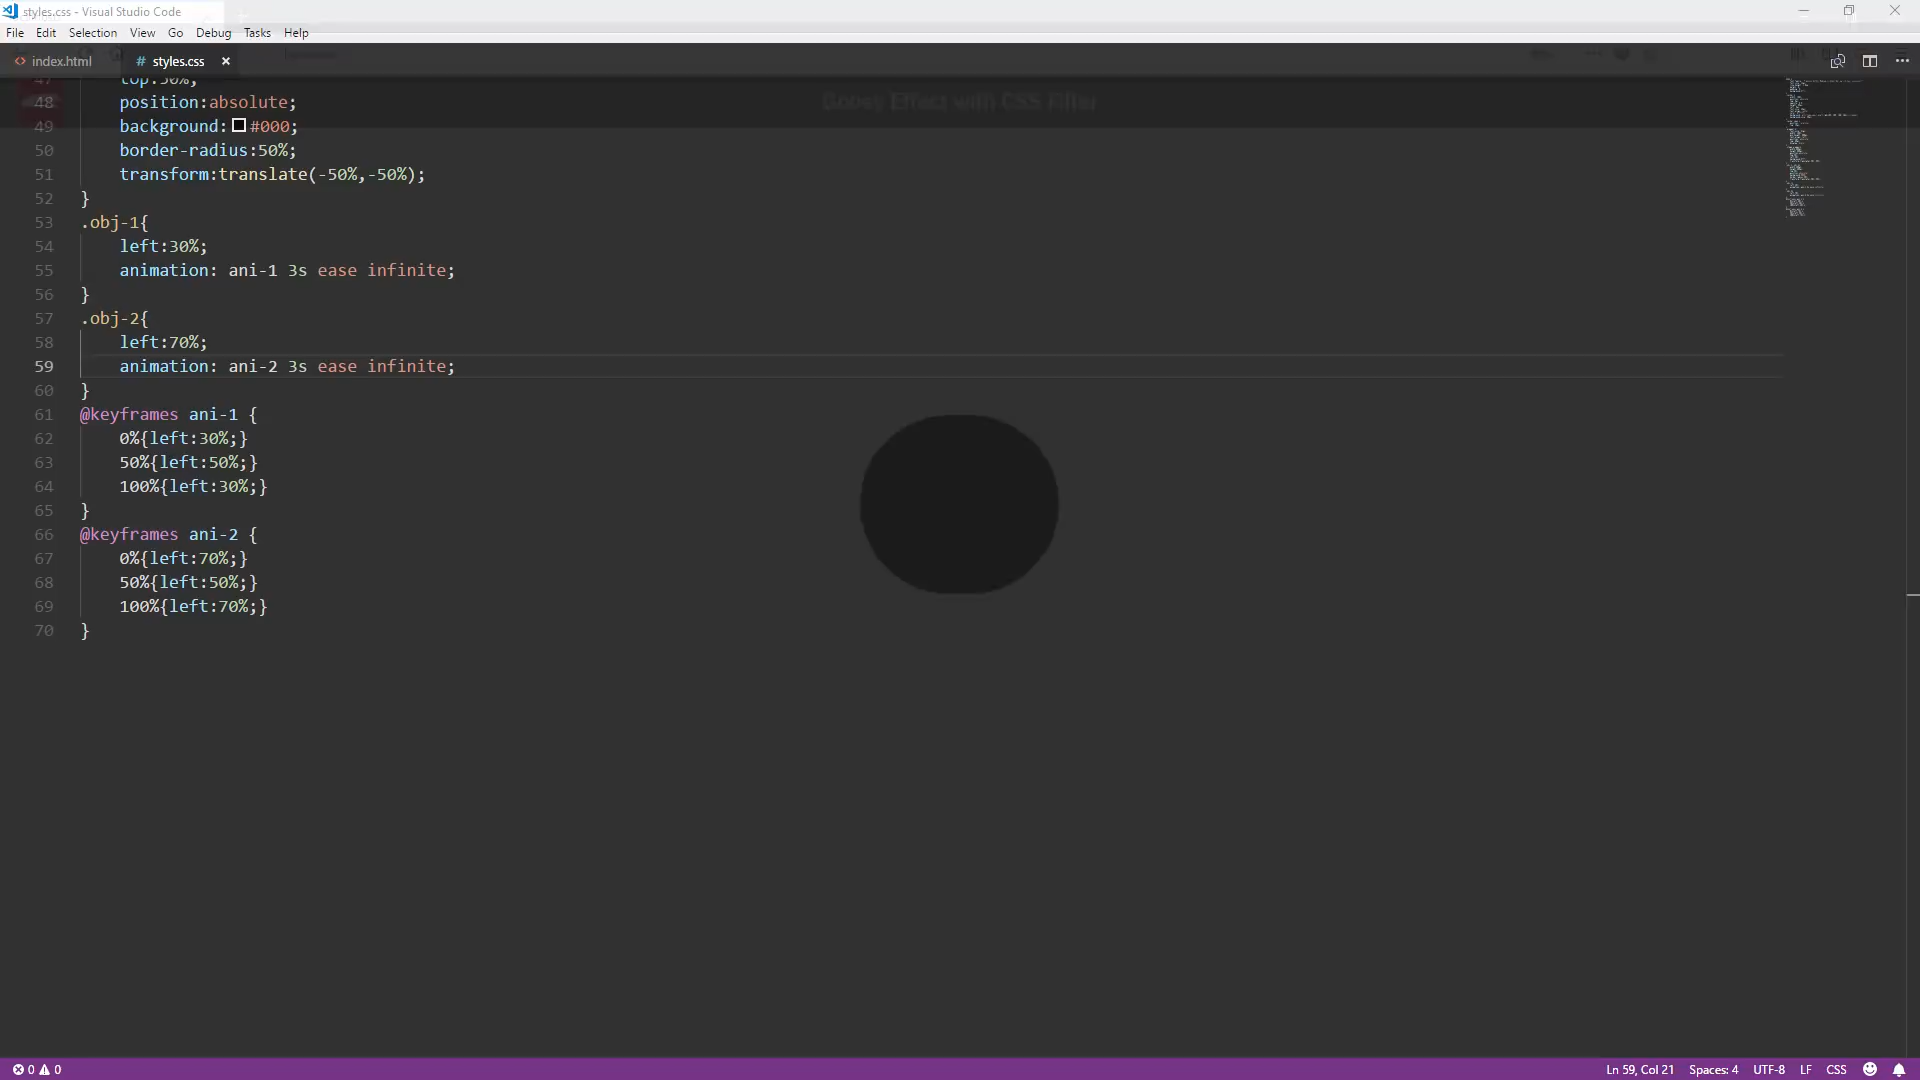 styles.css - Visual Studio Code
File Edit Selection View Go Debug Tasks Help
<> index.html # styles.css ×
47 top:50%;
48 position:absolute;
Goosy Effect with CSS Filter
49 background: #000;
50 border-radius:50%;
51 transform:translate(-50%,-50%);
52 }
53 .obj-1{
54 left:30%;
55 animation: ani-1 3s ease infinite;
56 }
57 .obj-2{
58 left:70%;
59 animation: ani-2 3s ease infinite;
60 }
61 @keyframes ani-1 {
62 0%{left:30%;}
63 50%{left:50%;}
64 100%{left:30%;}
65 }
66 @keyframes ani-2 {
67 0%{left:70%;}
68 50%{left:50%;}
69 100%{left:70%;}
70 }
0 0 Ln 59, Col 21 Spaces: 4 UTF-8 LF CSS